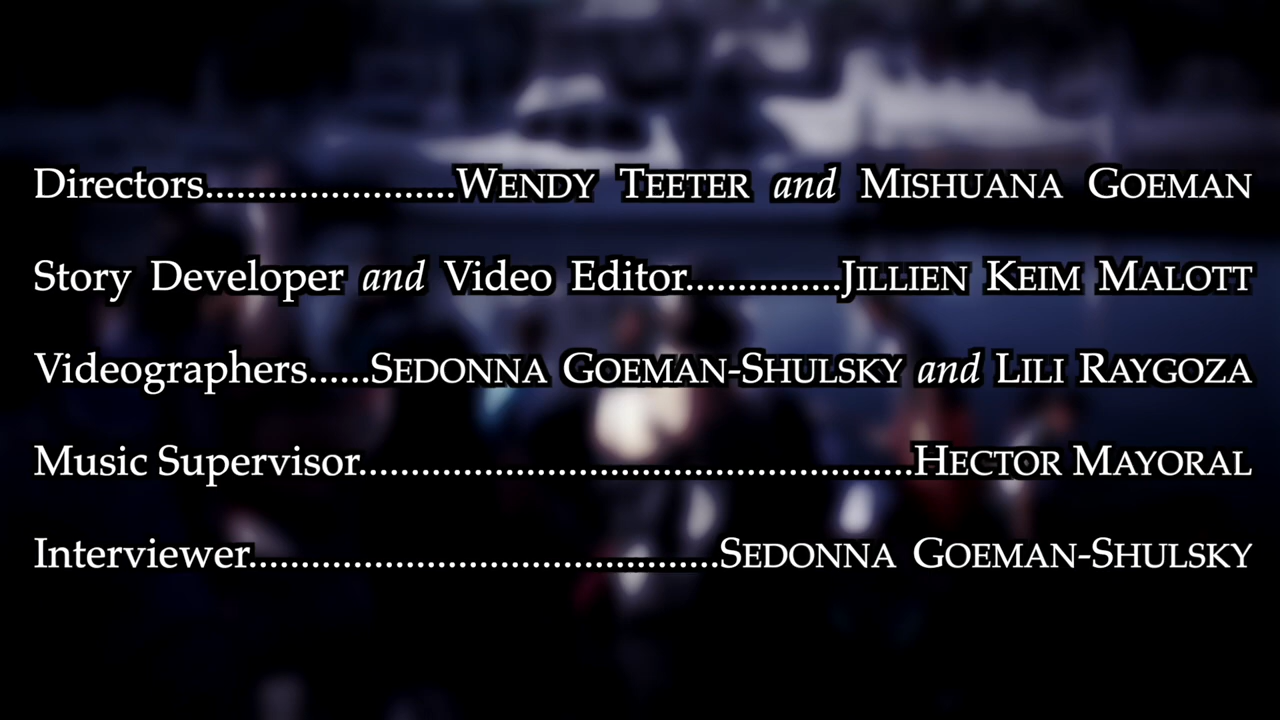 Directors........................WENDY TEETER and MISHUANA GOEMAN
Story Developer and Video Editor...............JILLIEN KEIM MALOTT
Videographers......SEDONNA GOEMAN-SHULSKY and LILI RAYGOZA
Music Supervisor......................................................HECTOR MAYORAL
Interviewer..............................................SEDONNA GOEMAN-SHULSKY